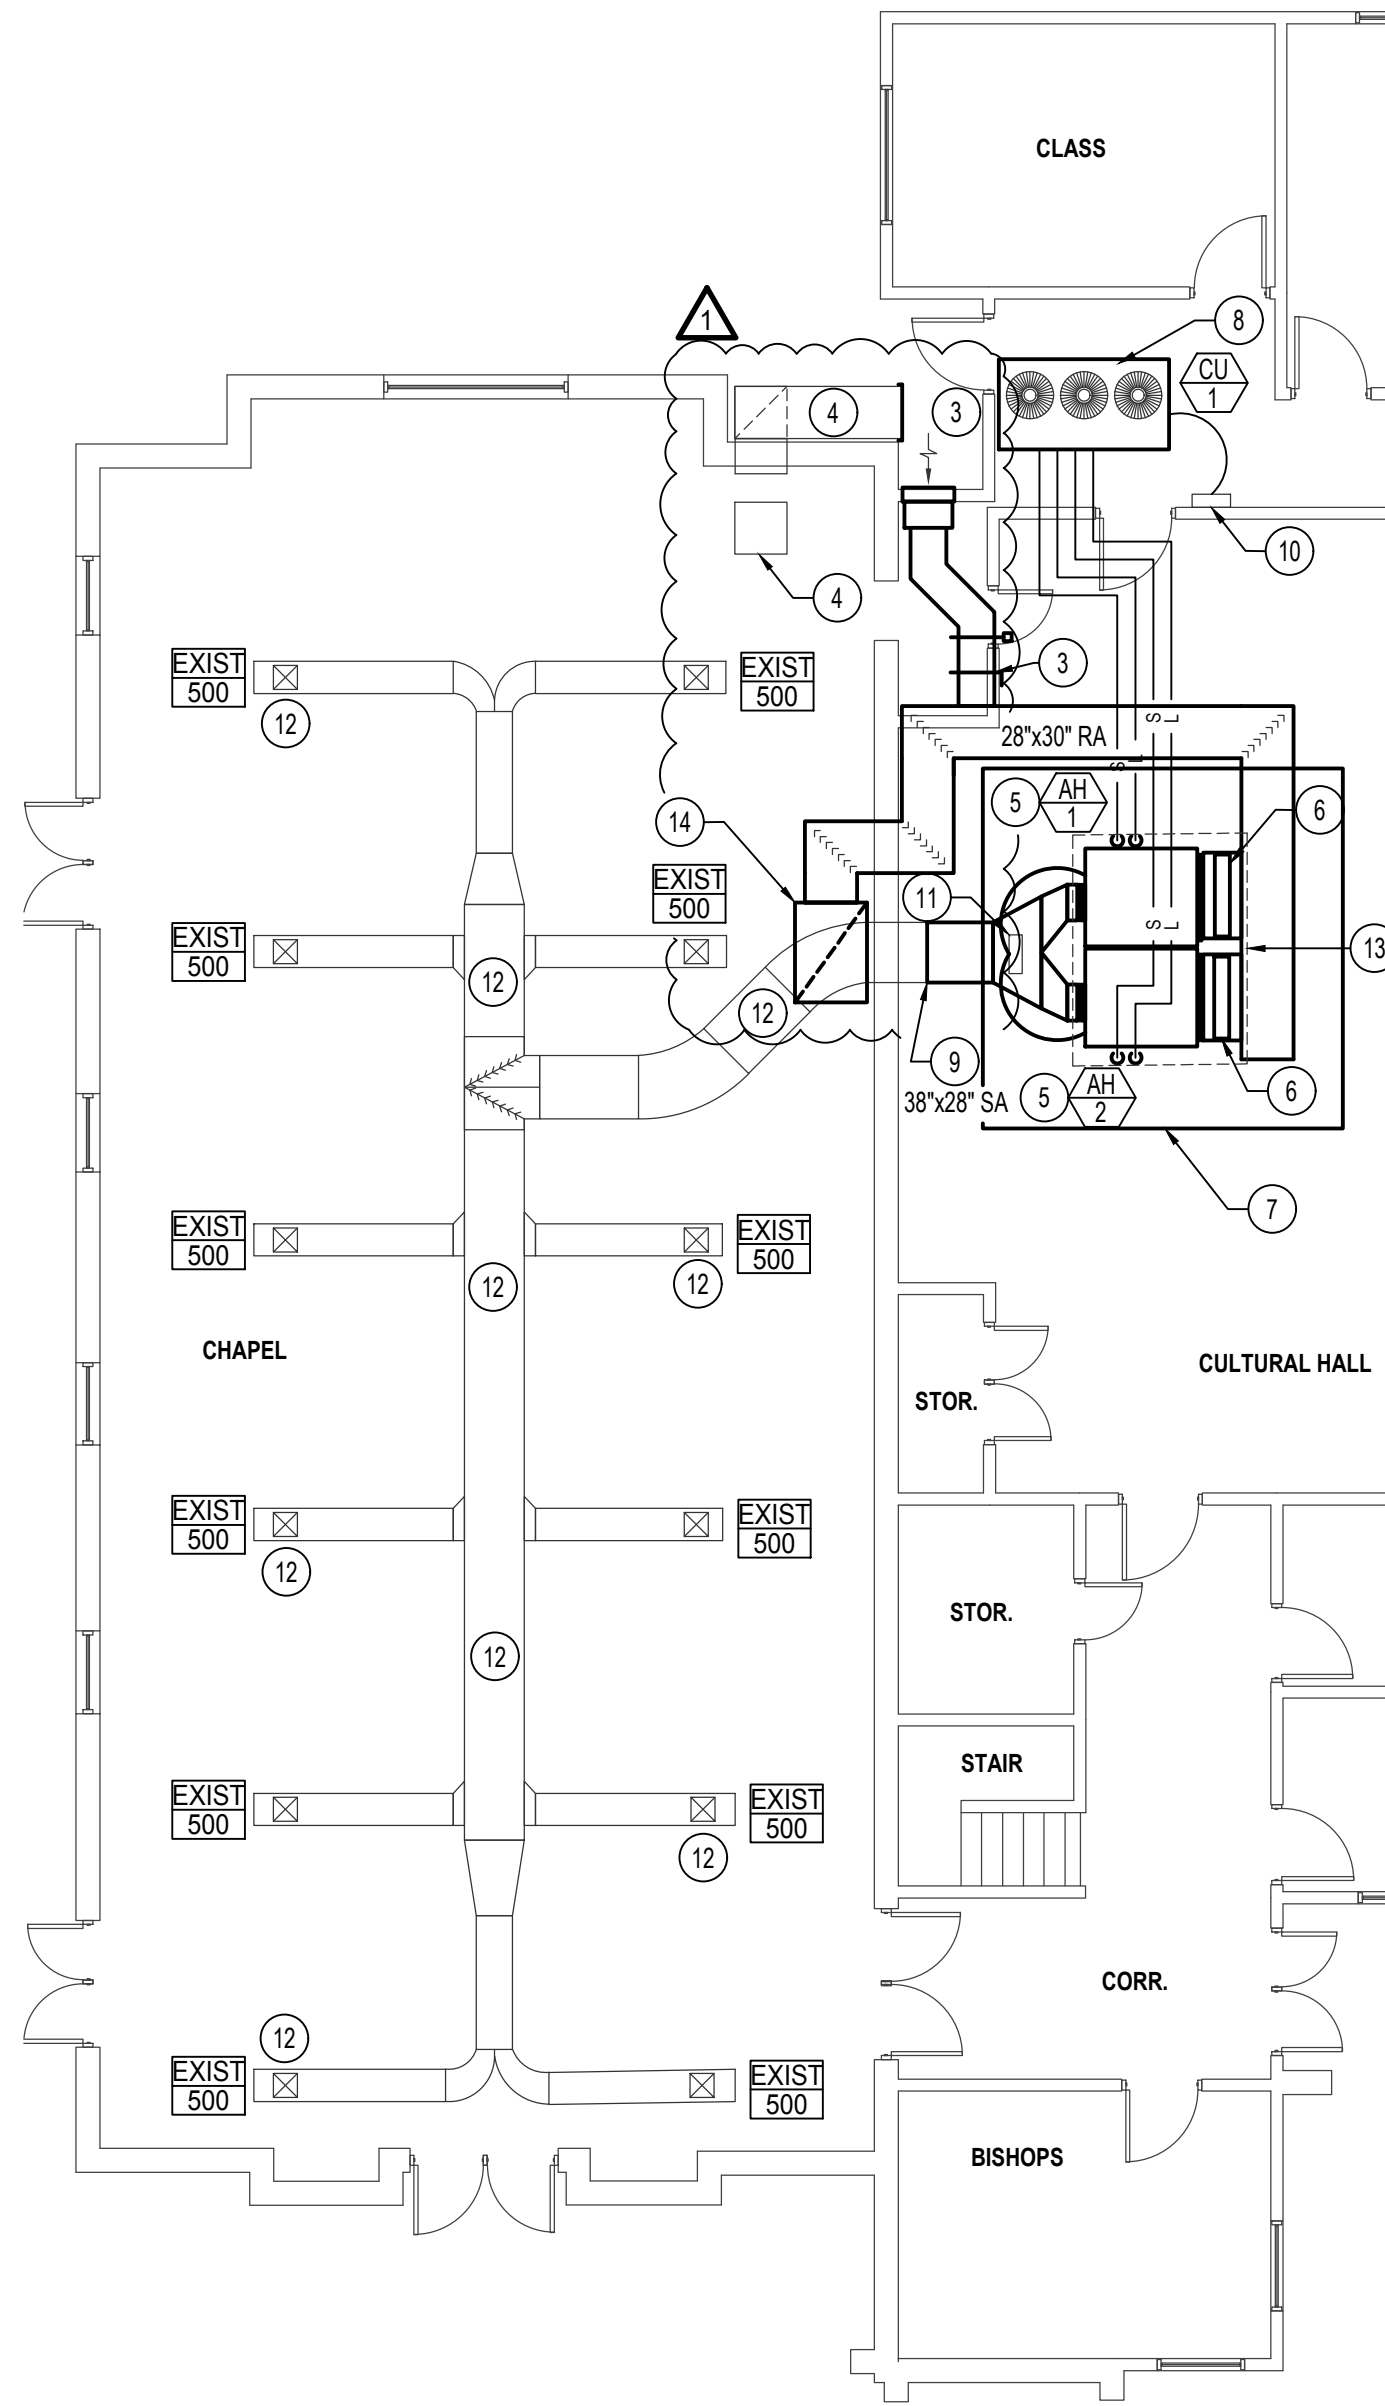 CLASS
1
8
CU
1
4
3
10
4
EXIST
500
EXIST
500
3
12
S
L
28"x30" RA
S
L
14
5
AH
1
6
EXIST
500
11
EXIST
500
S
L
13
12
12
9
38"x28" SA
5
AH
2
6
7
EXIST
500
EXIST
500
12
12
CHAPEL
CULTURAL HALL
STOR.
EXIST
500
EXIST
500
12
STOR.
12
STAIR
EXIST
500
EXIST
500
12
CORR.
12
EXIST
500
EXIST
500
BISHOPS